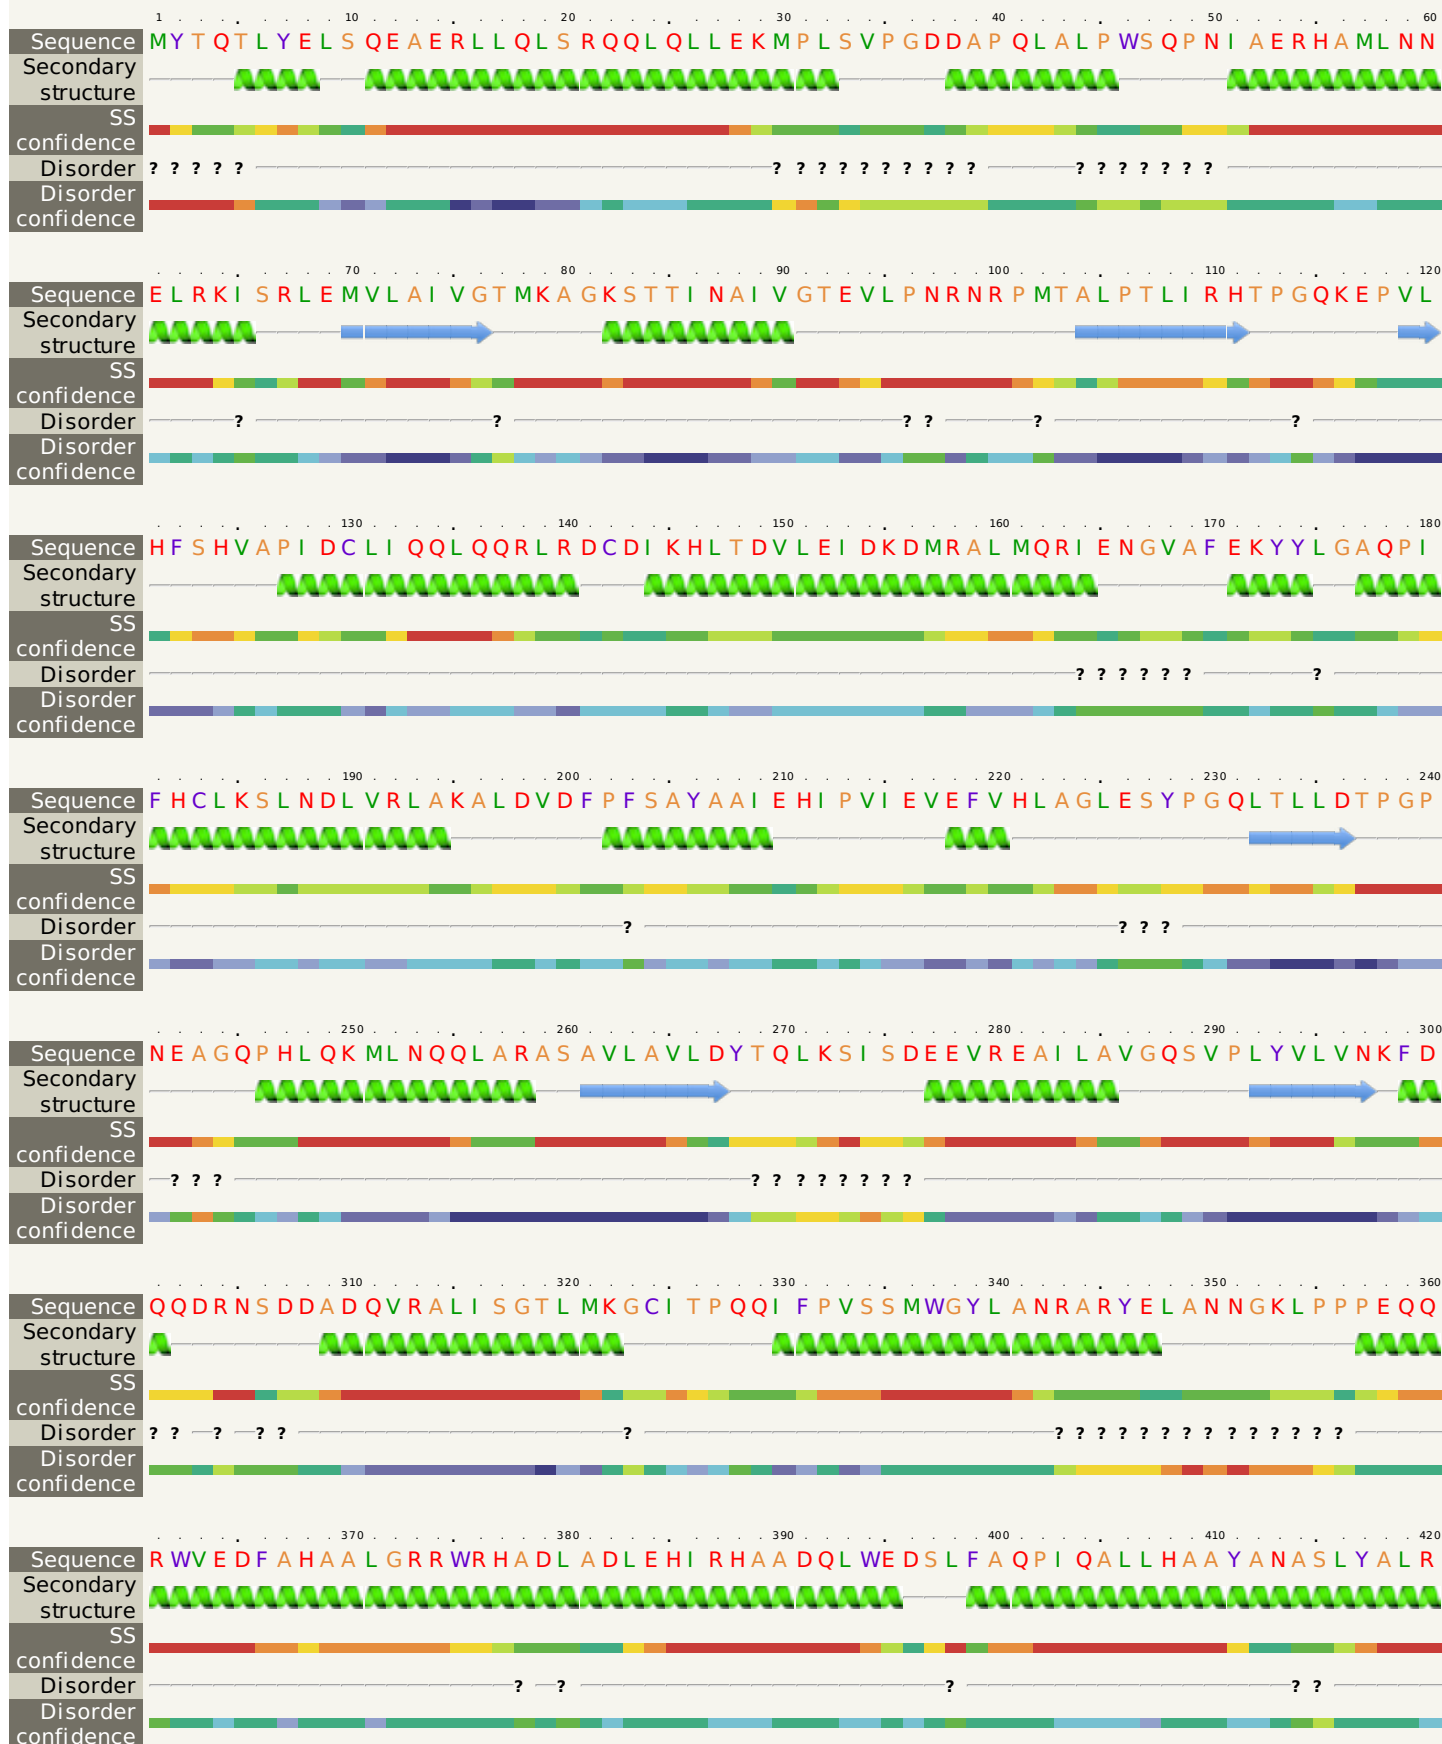 1 10 20 30 40 50 60
Sequence MYTQTLYELSQEAERLLQLSRQQLQLLEKMPLSVPGDDAPQLALPWSQPNIAERHAMLNN
Secondary
structure
SS
confidence
Disorder ? ? ? ? ? ? ? ? ? ? ? ? ? ? ? ? ? ? ? ? ? ?
Disorder
confidence
70 80 90 100 110 120
Sequence ELRKISRLEMVLAIVGTMKAGKSTTINAIVGTEVLPNRNRPMTALPTLIRHTPGQKEPVL
Secondary
structure
SS
confidence
Disorder ? ? ? ? ? ?
Disorder
confidence
130 140 150 160 170 180
Sequence HFSHVAPIDCLIQQLQQRLRDCDIKHLTDVLEIDKDMRALMQRIENGVAFEKYYLGAQPI
Secondary
structure
SS
confidence
Disorder ? ? ? ? ? ? ?
Disorder
confidence
190 200 210 220 230 240
Sequence FHCLKSLNDLVRLAKALDVDFPFSAYAAIEHIPVIEVEFVHLAGLESYPGQLTLLDTPGP
Secondary
structure
SS
confidence
Disorder ? ? ? ?
Disorder
confidence
250 260 270 280 290 300
Sequence NEAGQPHLQKMLNQQLARASAVLAVLDYTQLKSISDEEVREAILAVGQSVPLYVLVNKFD
Secondary
structure
SS
confidence
Disorder ? ? ? ? ? ? ? ? ? ? ?
Disorder
confidence
310 320 330 340 350 360
Sequence QQDRNSDDADQVRALISGTLMKGCITPQQIFPVSSMWGYLANRARYELANNGKLPPPEQQ
Secondary
structure
SS
confidence
Disorder ? ? ? ? ? ? ? ? ? ? ? ? ? ? ? ? ? ? ? ?
Disorder
confidence
370 380 390 400 410 420
Sequence RWVEDFAHAALGRRWRHADLADLEHIRHAADQLWEDSLFAQPIQALLHAAYANASLYALR
Secondary
structure
SS
confidence
Disorder ? ? ? ? ?
Disorder
confidence